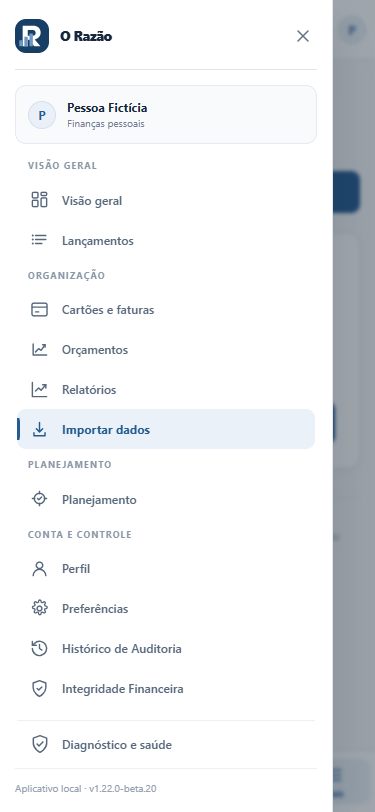 O Razão
P
Pessoa Fictícia
Finanças pessoais
VISÃO GERAL
Visão geral
Lançamentos
ORGANIZAÇÃO
Cartões e faturas
Orçamentos
Relatórios
Importar dados
PLANEJAMENTO
Planejamento
CONTA E CONTROLE
Perfil
Preferências
Histórico de Auditoria
Integridade Financeira
Diagnóstico e saúde
Aplicativo local · v1.22.0-beta.20